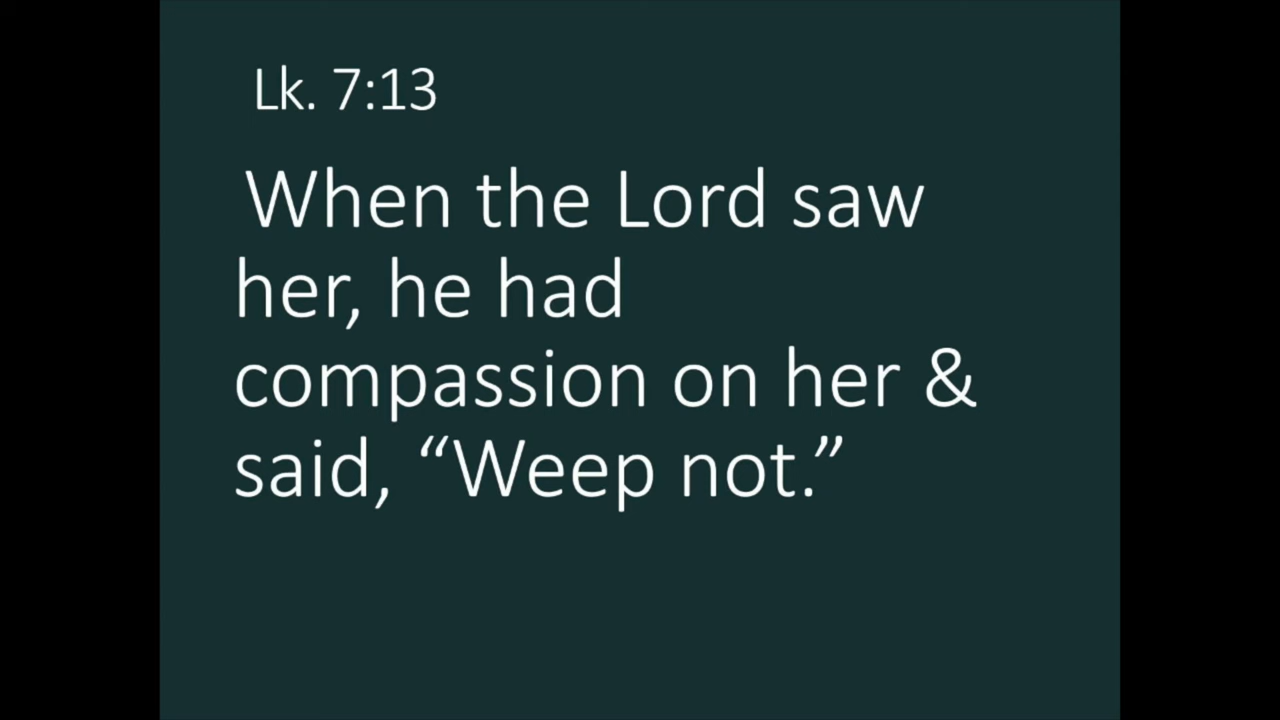 Lk. 7:13
When the Lord saw
her, he had
compassion on her &
said, “Weep not.”